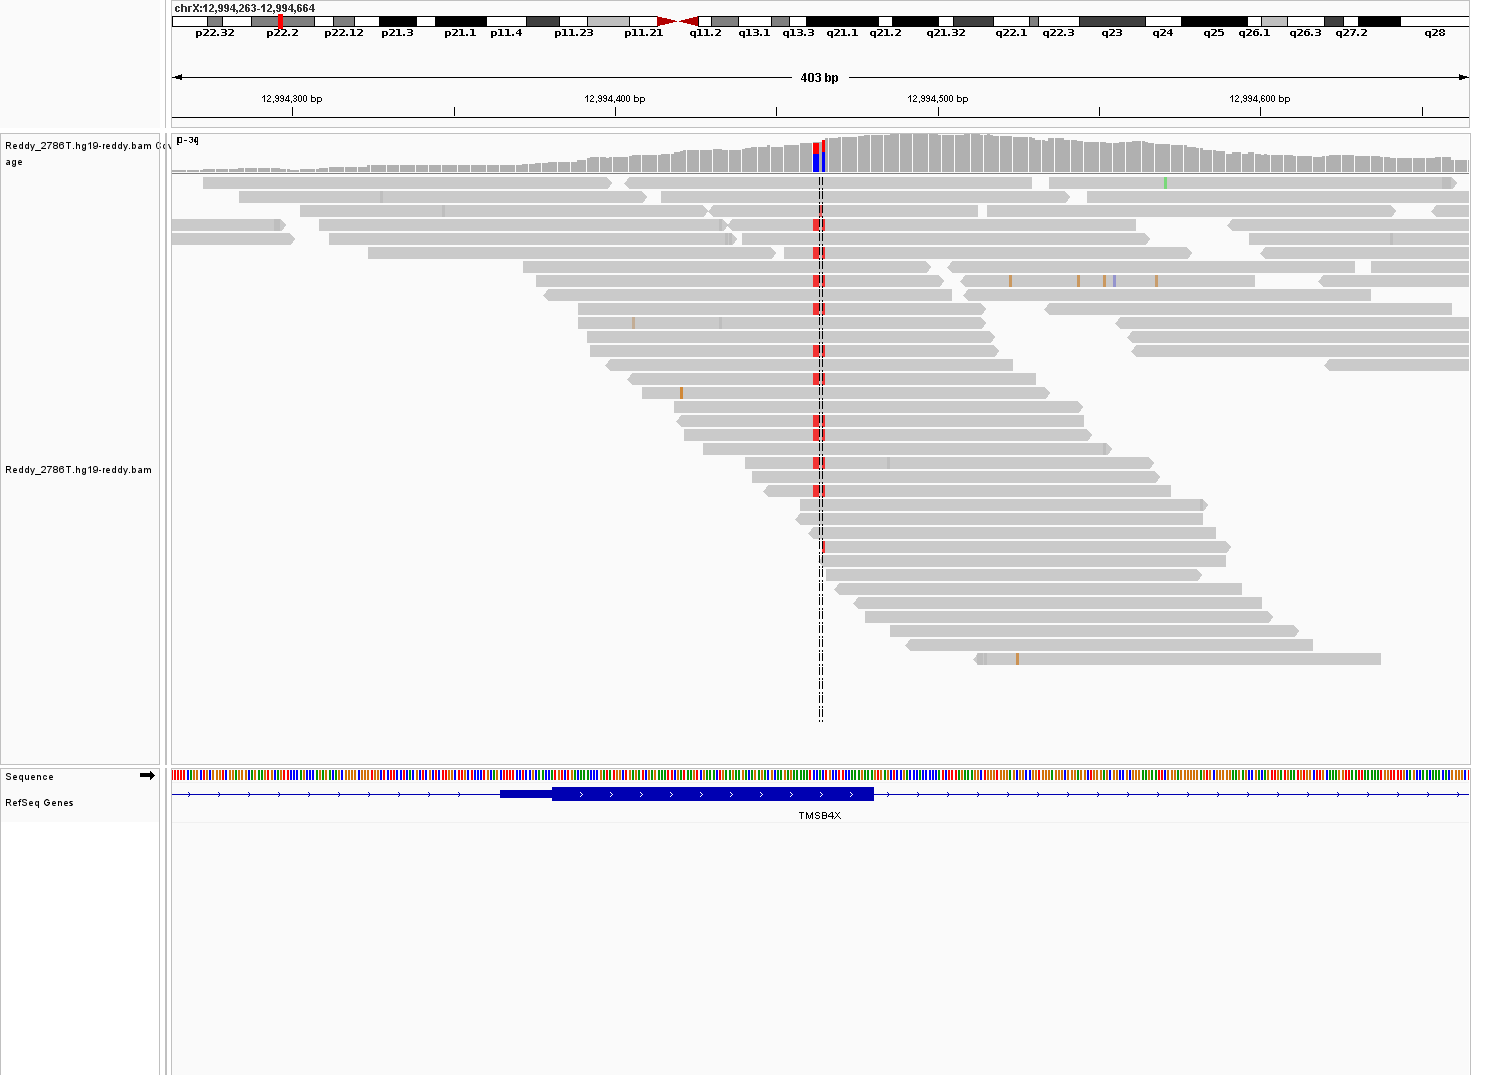 chrX:12,994,263-12,994,664
p22.32 p22.2 p22.12 p21.3 p21.1 p11.4 p11.23 p11.21 q11.2 q13.1 q13.3 q21.1 q21.2 q21.32 q22.1 q22.3 q23 q24 q25 q26.1 q26.3 q27.2 q28
403 bp
12,994,300 bp 12,994,400 bp 12,994,500 bp 12,994,600 bp
Reddy_2786T.hg19-reddy.bam Cov
age
Reddy_2786T.hg19-reddy.bam
Sequence
RefSeq Genes
TMSB4X